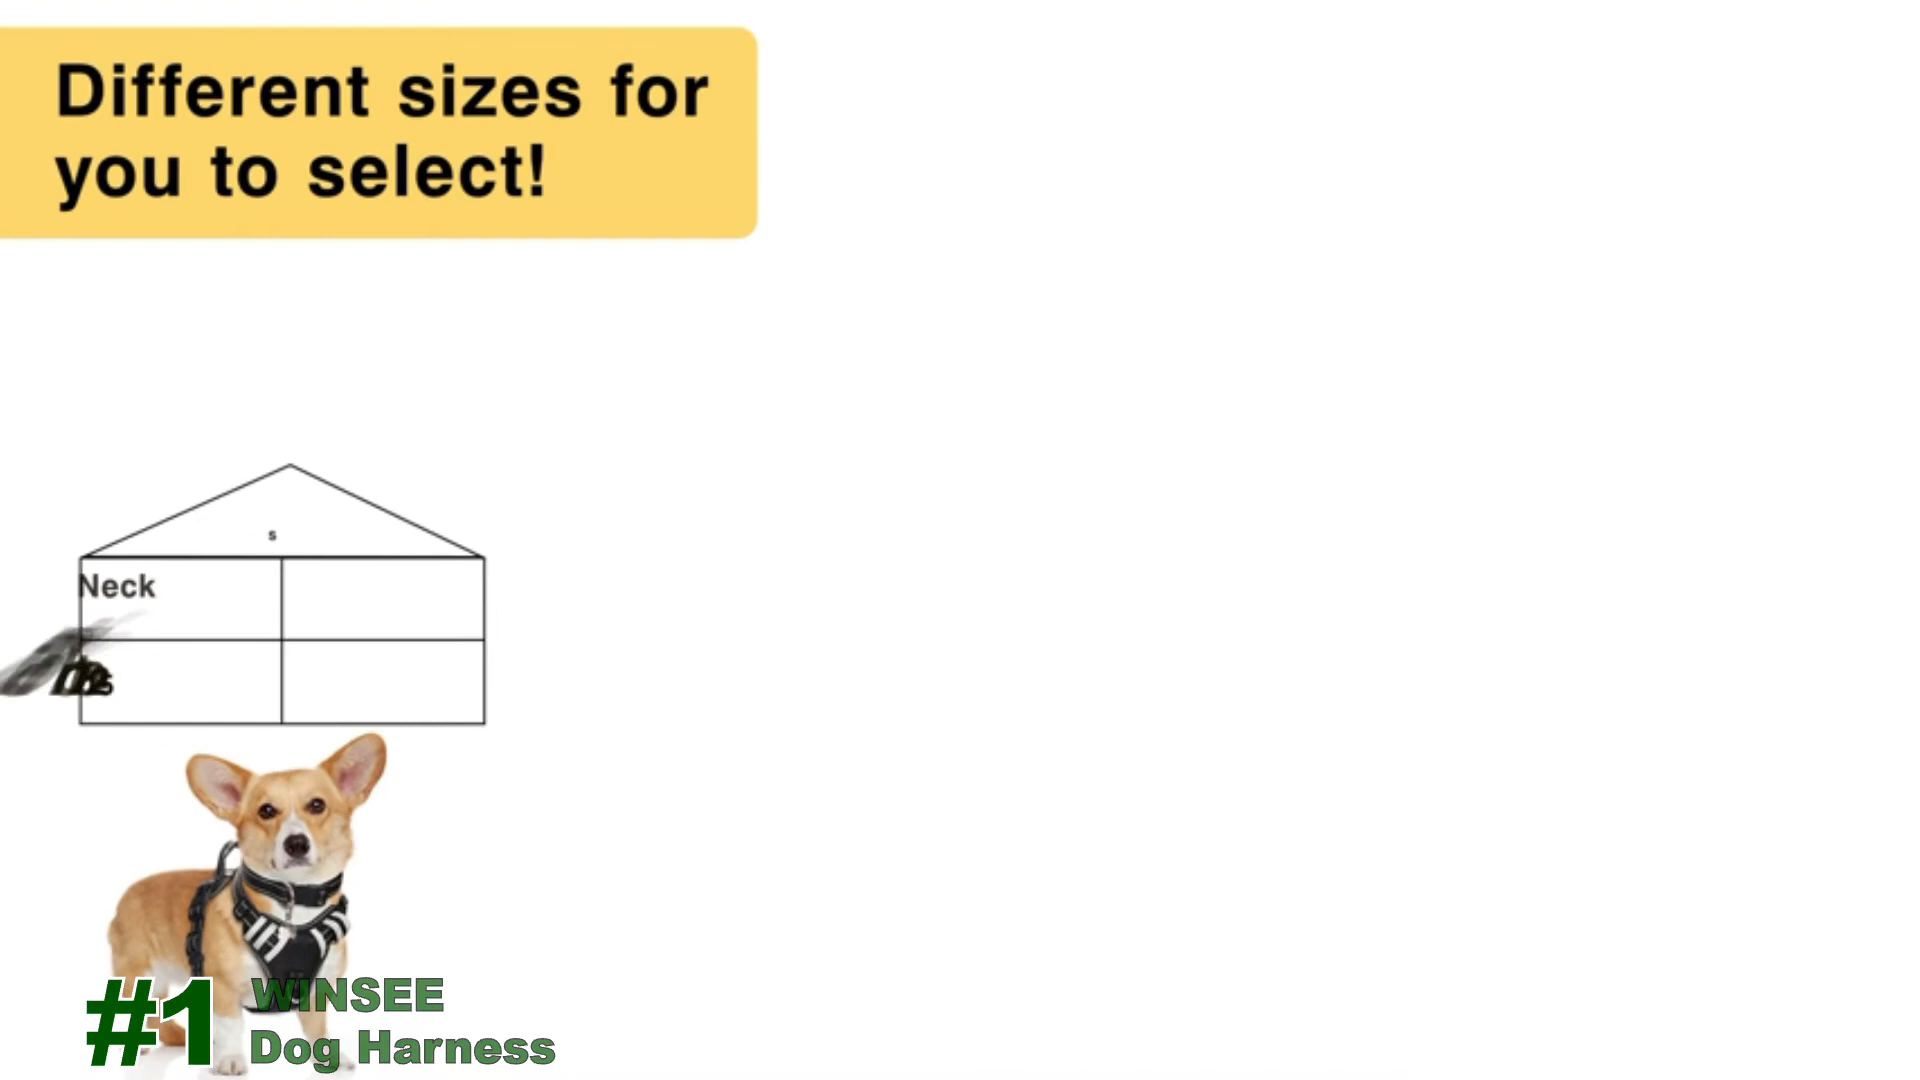 Different sizes for
you to select!
s
Neck
#1 WINSEE
Dog Harness